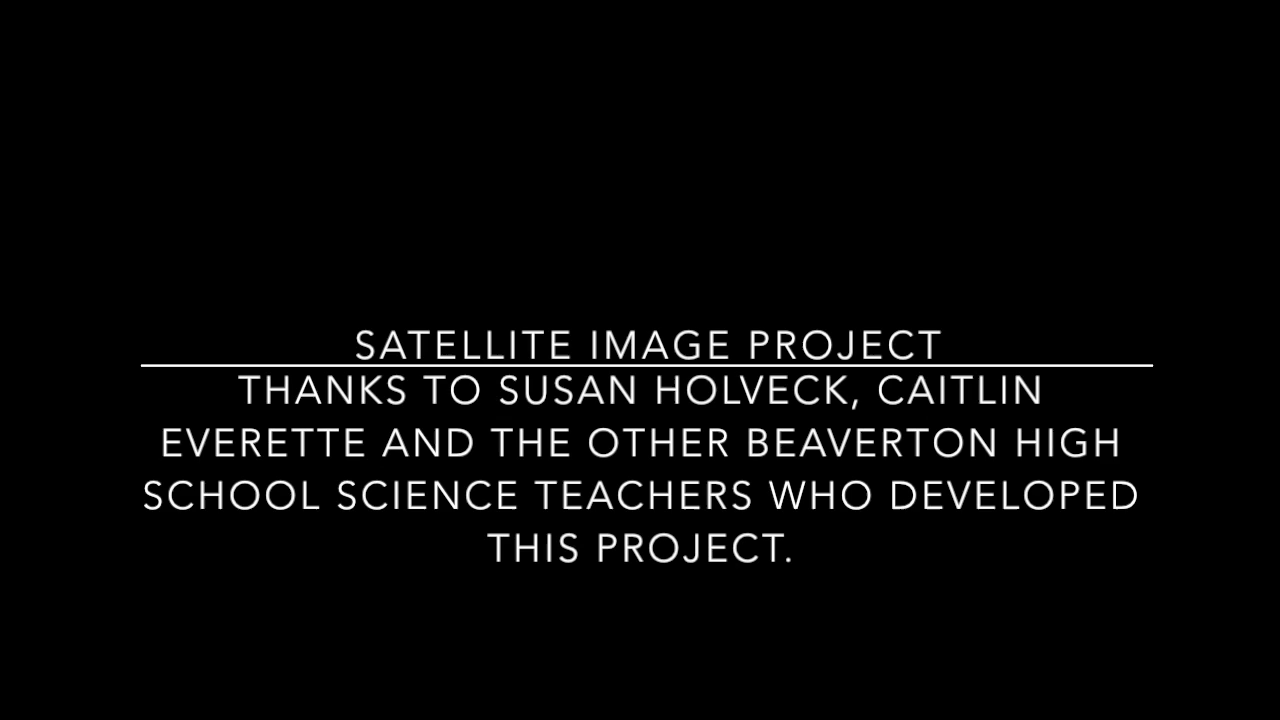 SATELLITE IMAGE PROJECT
THANKS TO SUSAN HOLVECK, CAITLIN
EVERETTE AND THE OTHER BEAVERTON HIGH
SCHOOL SCIENCE TEACHERS WHO DEVELOPED
THIS PROJECT.